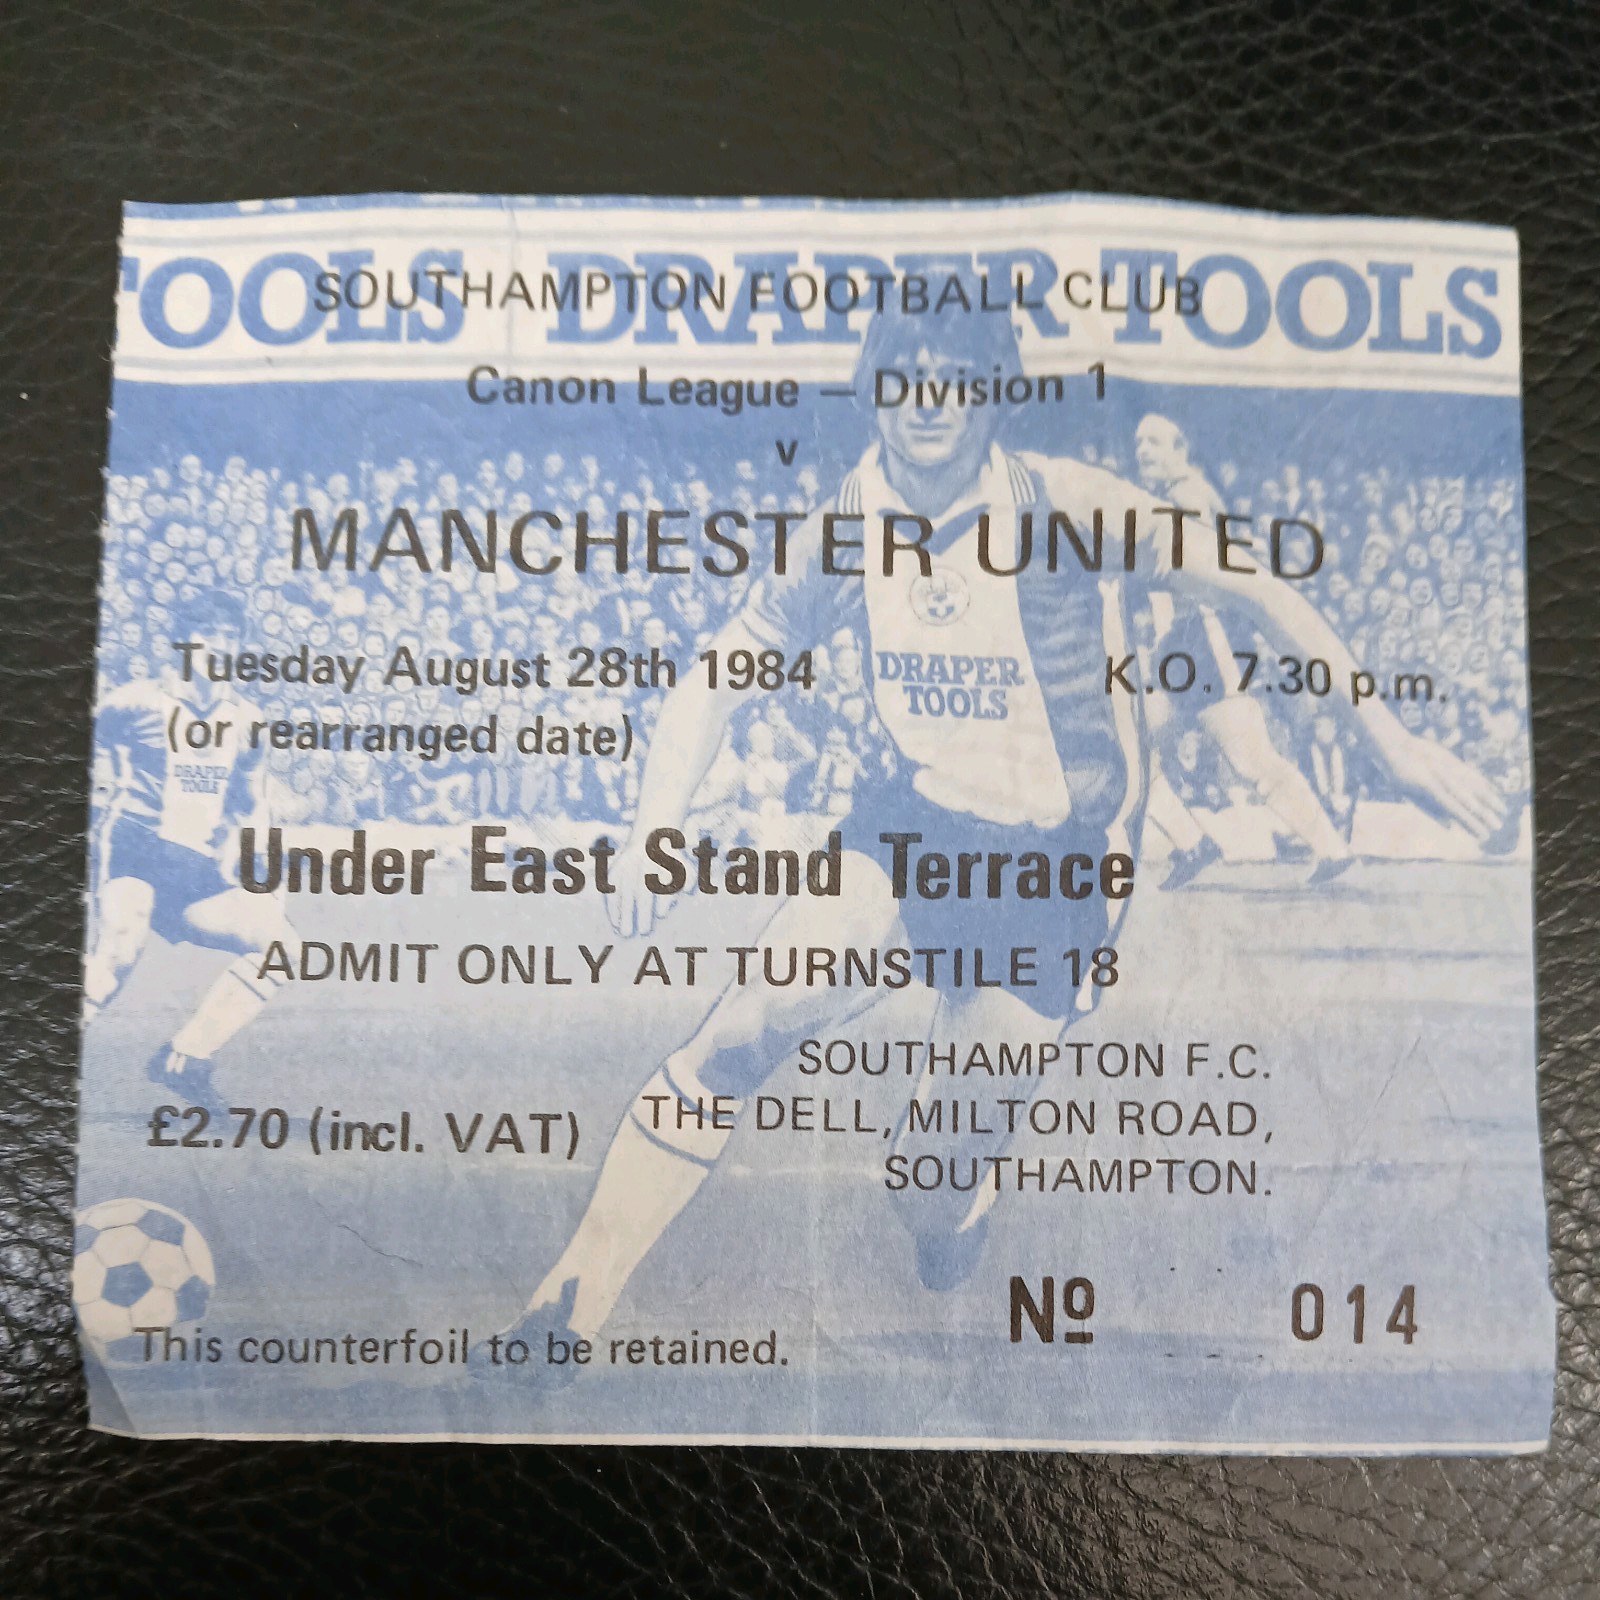 OOLS DRAPER TOOLS
SOUTHAMPTON FOOTBALL CLUB
Canon League — Division 1
v
MANCHESTER UNITED
Tuesday August 28th 1984
K.O. 7.30 p.m.
(or rearranged date)
DRAPER
TOOLS
DRAPER
TOOLS
Under East Stand Terrace
ADMIT ONLY AT TURNSTILE 18
SOUTHAMPTON F.C.
THE DELL, MILTON ROAD,
SOUTHAMPTON.
£2.70 (incl. VAT)
Nº 014
This counterfoil to be retained.